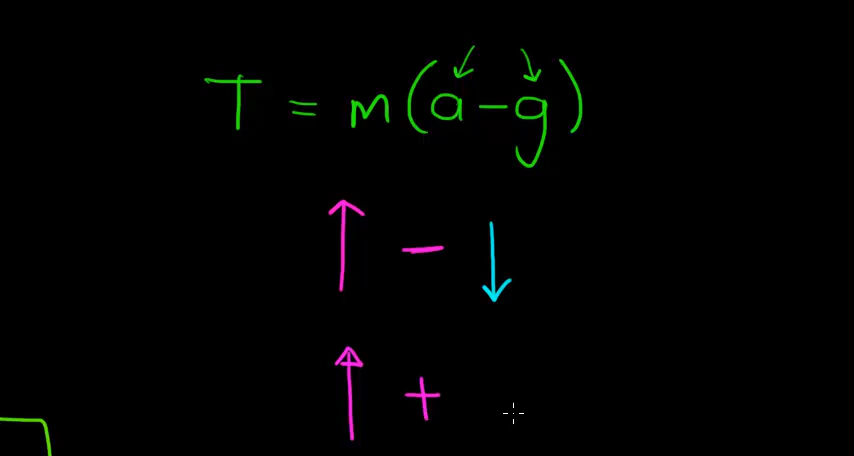 T = m(a-g)
↑ - ↓
↑ +